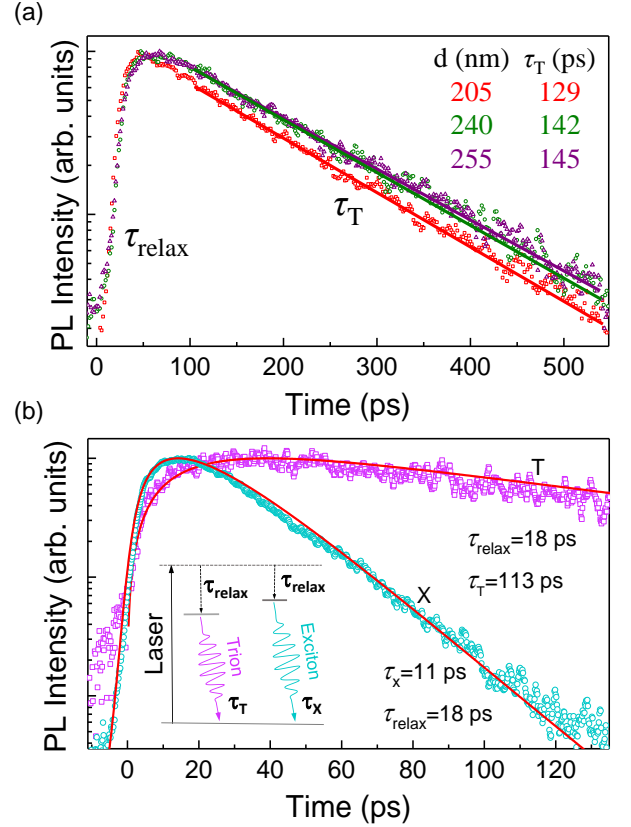 (a)
PL Intensity (arb. units)
d (nm) τT (ps)
205 129
240 142
255 145
τrelax
τT
0 100 200 300 400 500
Time (ps)
(b)
PL Intensity (arb. units)
T
τrelax=18 ps
τT=113 ps
X
τx=11 ps
τrelax=18 ps
Laser
τrelax τrelax
Trion
Exciton
τT τX
0 20 40 60 80 100 120
Time (ps)